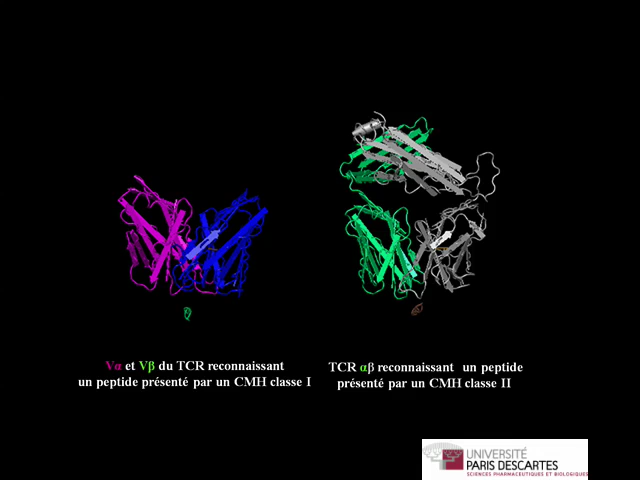 Vα et Vβ du TCR reconnaissant
un peptide présenté par un CMH classe I
TCR αβ reconnaissant un peptide
présenté par un CMH classe II
UNIVERSITÉ
PARIS DESCARTES
SCIENCES PHARMACEUTIQUES ET BIOLOGIQUES